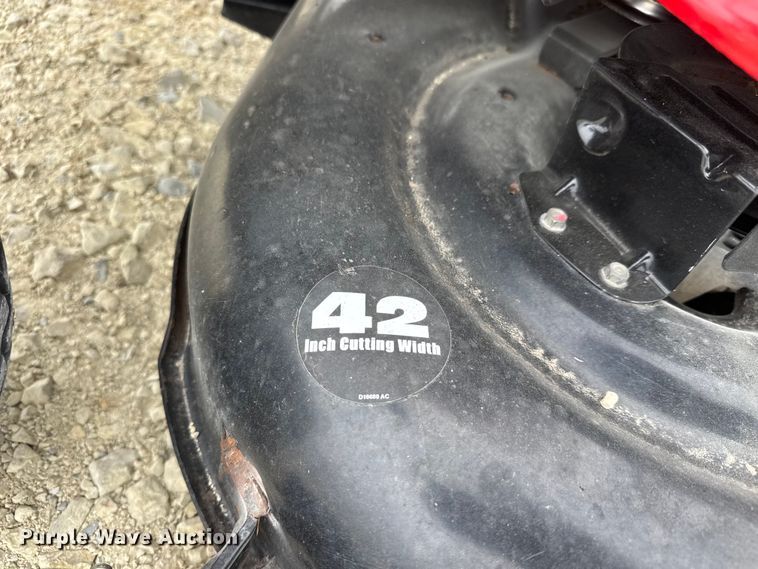 42
Inch Cutting Width
D18680 AC
Purple Wave Auction